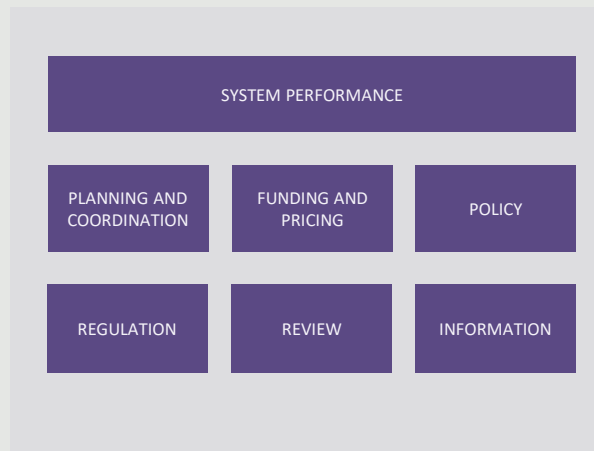 SYSTEM PERFORMANCE
PLANNING AND
COORDINATION
FUNDING AND
PRICING
POLICY
REGULATION
REVIEW
INFORMATION